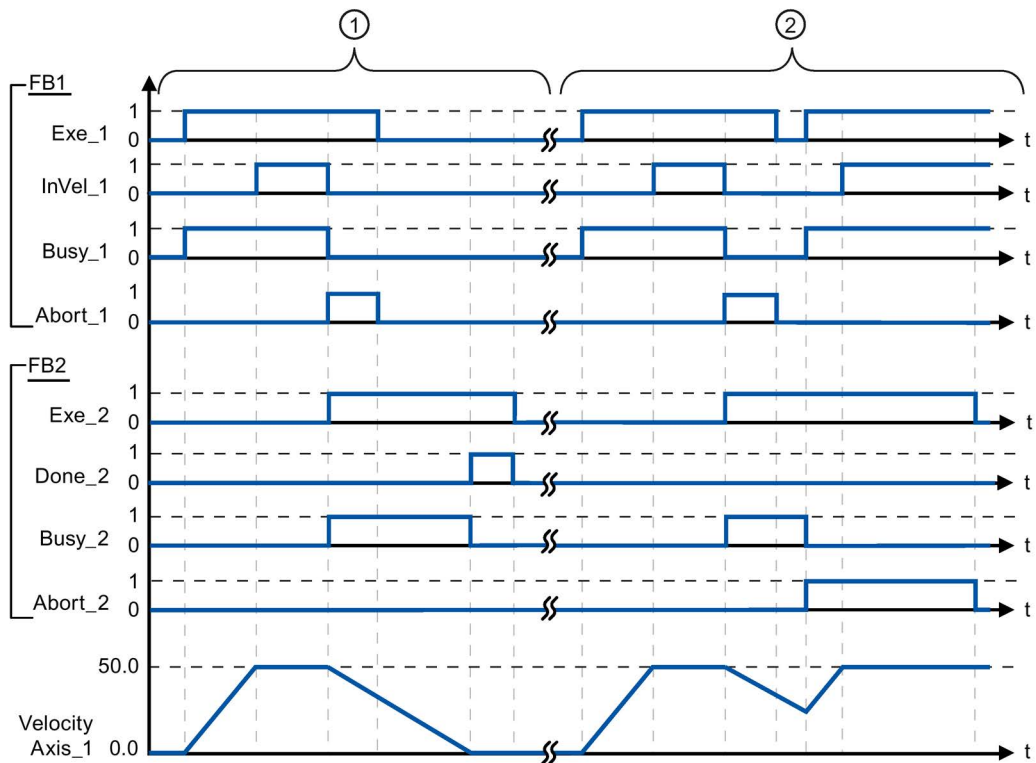 1
2
FB1
1
Exe_1
0
t
1
InVel_1
0
t
1
Busy_1
0
t
1
Abort_1
0
t
FB2
1
Exe_2
0
t
1
Done_2
0
t
1
Busy_2
0
t
1
Abort_2
0
t
50.0
Velocity
Axis_1
0.0
t